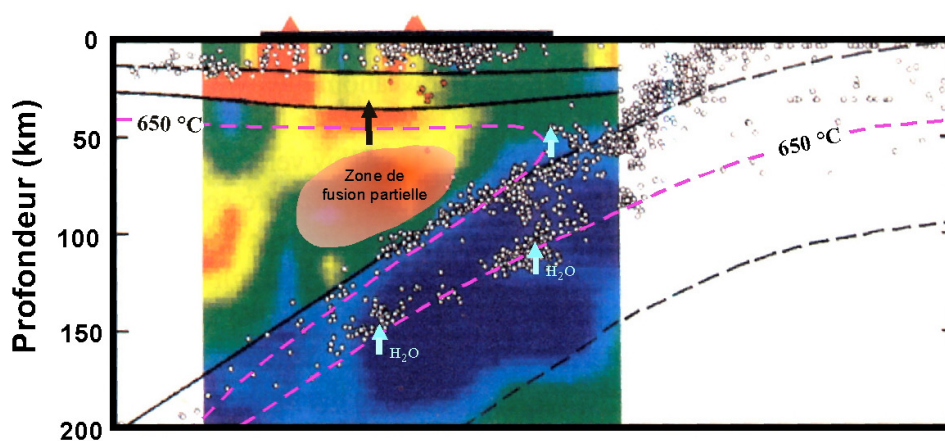 0
50
100
150
200
Profondeur (km)
650 °C
650 °C
Zone de
fusion partielle
H₂O
H₂O